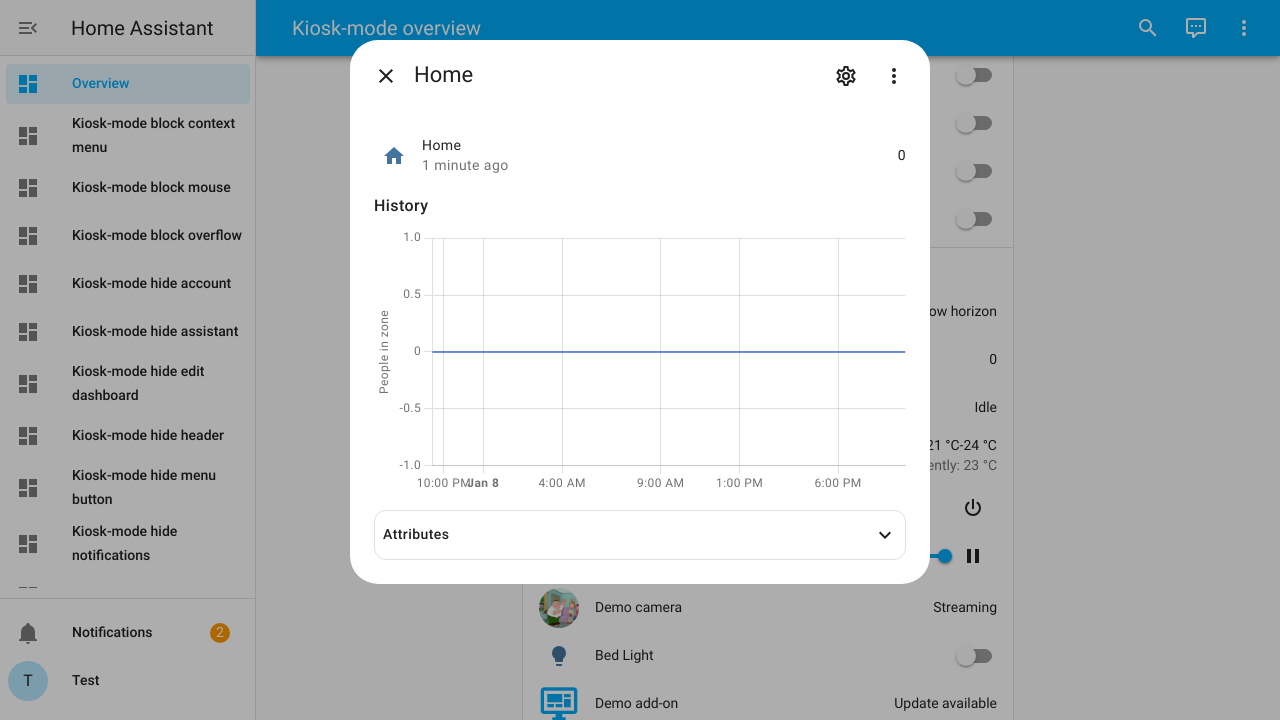 Home Assistant
Kiosk-mode overview
Overview
Kiosk-mode block context
menu
Kiosk-mode block mouse
Kiosk-mode block overflow
Kiosk-mode hide account
Kiosk-mode hide assistant
Kiosk-mode hide edit
dashboard
Kiosk-mode hide header
Kiosk-mode hide menu
button
Kiosk-mode hide
notifications
Notifications
2
T
Test
Home
Home
1 minute ago
0
History
People in zone
1.0
0.5
0
-0.5
-1.0
10:00 PM
Jan 8
4:00 AM
9:00 AM
1:00 PM
6:00 PM
Attributes
ow horizon
0
Idle
21 °C-24 °C
ently: 23 °C
Demo camera
Streaming
Bed Light
Demo add-on
Update available